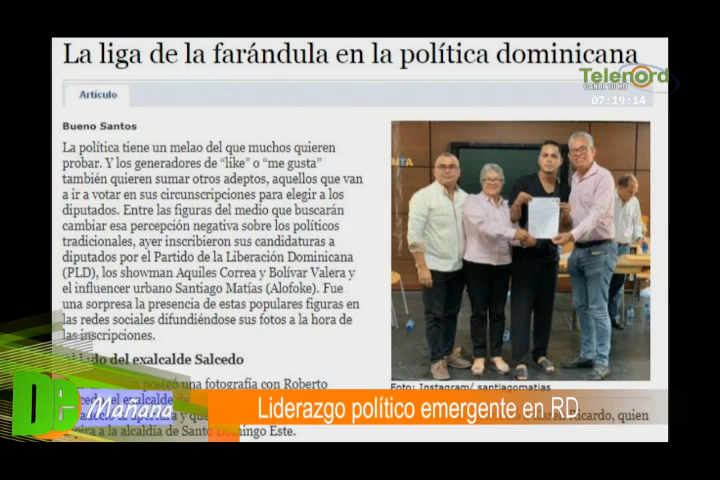 La liga de la farándula en la política dominicana
Telenord
CANAL 10 RD
07:19:14
Artículo
Bueno Santos
La política tiene un melao del que muchos quieren
probar. Y los generadores de “like” o “me gusta”
también quieren sumar otros adeptos, aquellos que van
a ir a votar en sus circunscripciones para elegir a los
diputados. Entre las figuras del medio que buscarán
cambiar esa percepción negativa sobre los políticos
tradicionales, ayer inscribieron sus candidaturas a
diputados por el Partido de la Liberación Dominicana
(PLD), los showman Aquiles Correa y Bolívar Valera y
el influencer urbano Santiago Matías (Alofoke). Fue
una sorpresa la presencia de estas populares figuras en
las redes sociales difundiéndose sus fotos a la hora de
las inscripciones.
NTA
Foto: Instagram/ santiagomatias
del exalcalde Salcedo
posteó una fotografía con Roberto
el exalcalde del
Ricardo, quien
a la alcaldía de Santo Domingo Este.
De Mañana
Liderazgo político emergente en RD